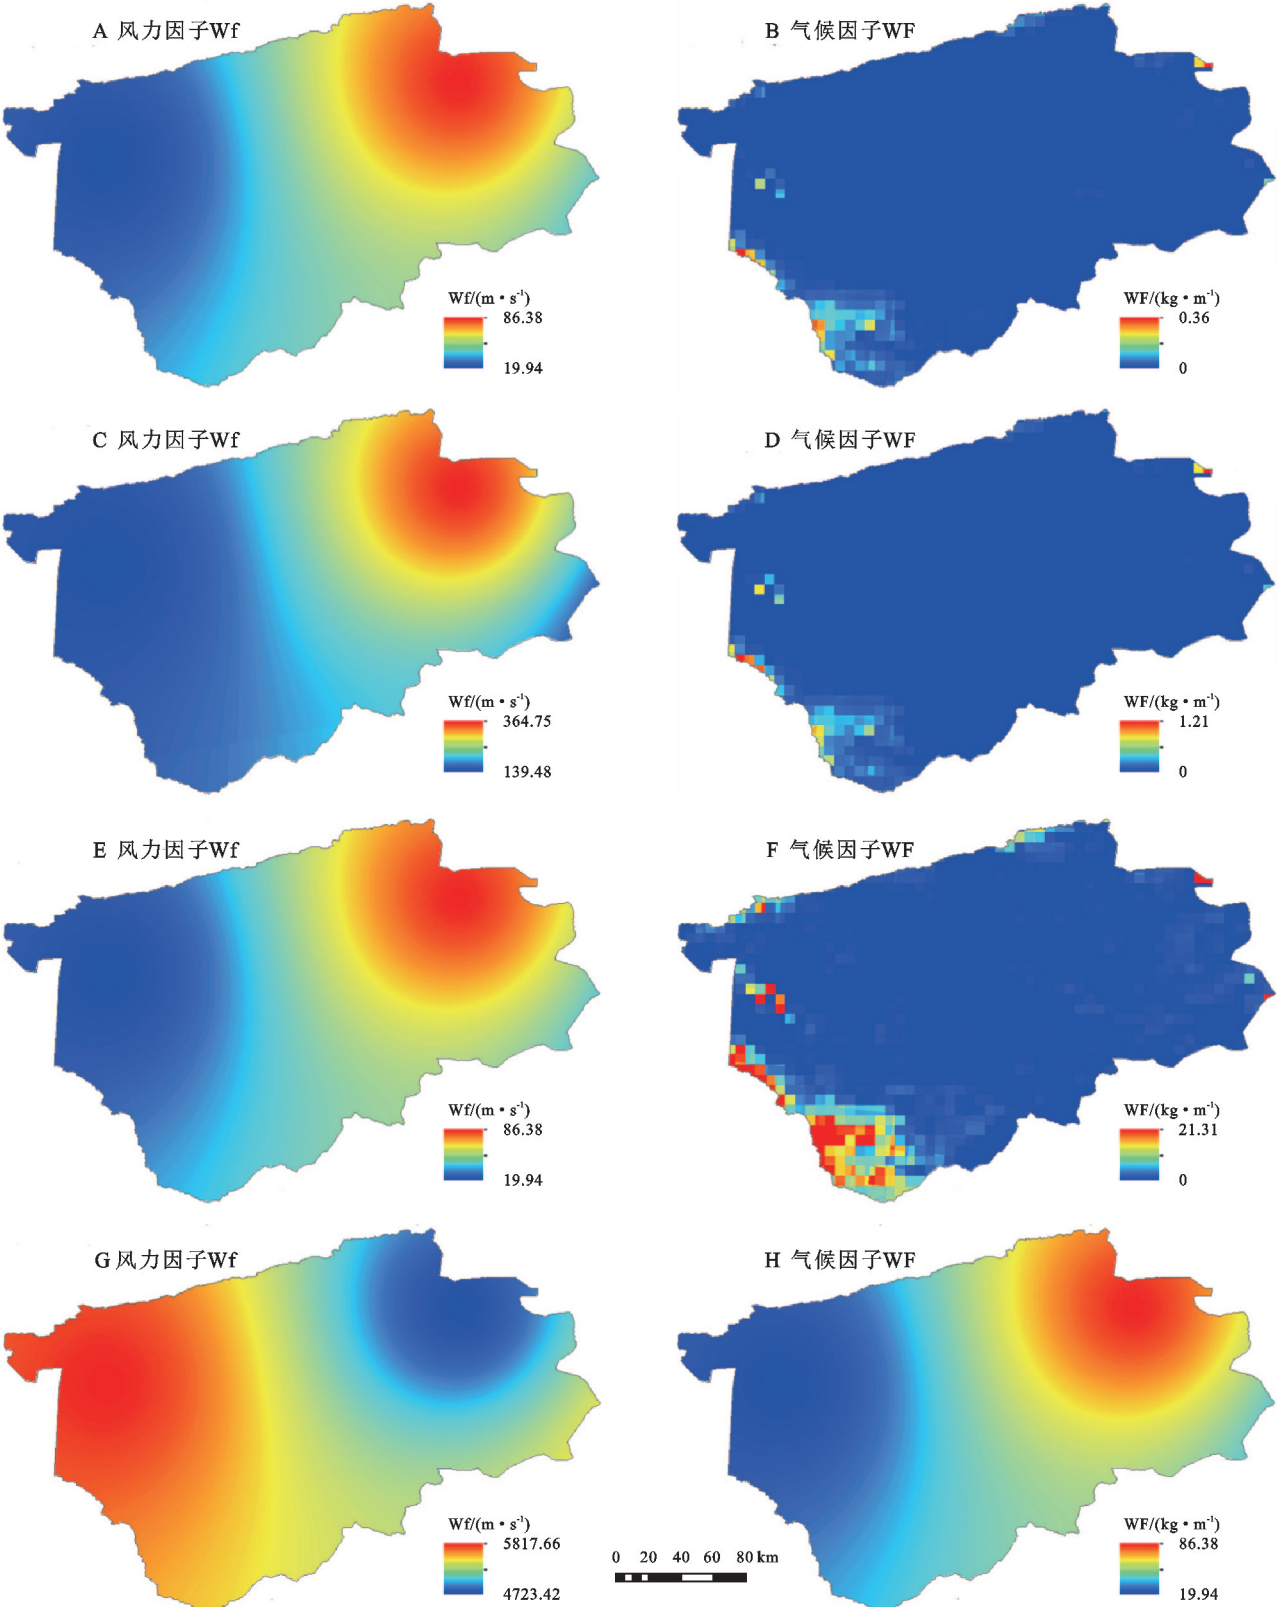 A 风力因子Wf
B 气候因子WF
Wf/(m·s⁻¹)
86.38
19.94
WF/(kg·m⁻¹)
0.36
0
C 风力因子Wf
D 气候因子WF
Wf/(m·s⁻¹)
364.75
139.48
WF/(kg·m⁻¹)
1.21
0
E 风力因子Wf
F 气候因子WF
Wf/(m·s⁻¹)
86.38
19.94
WF/(kg·m⁻¹)
21.31
0
G 风力因子Wf
H 气候因子WF
Wf/(m·s⁻¹)
5817.66
4723.42
0 20 40 60 80 km
WF/(kg·m⁻¹)
86.38
19.94